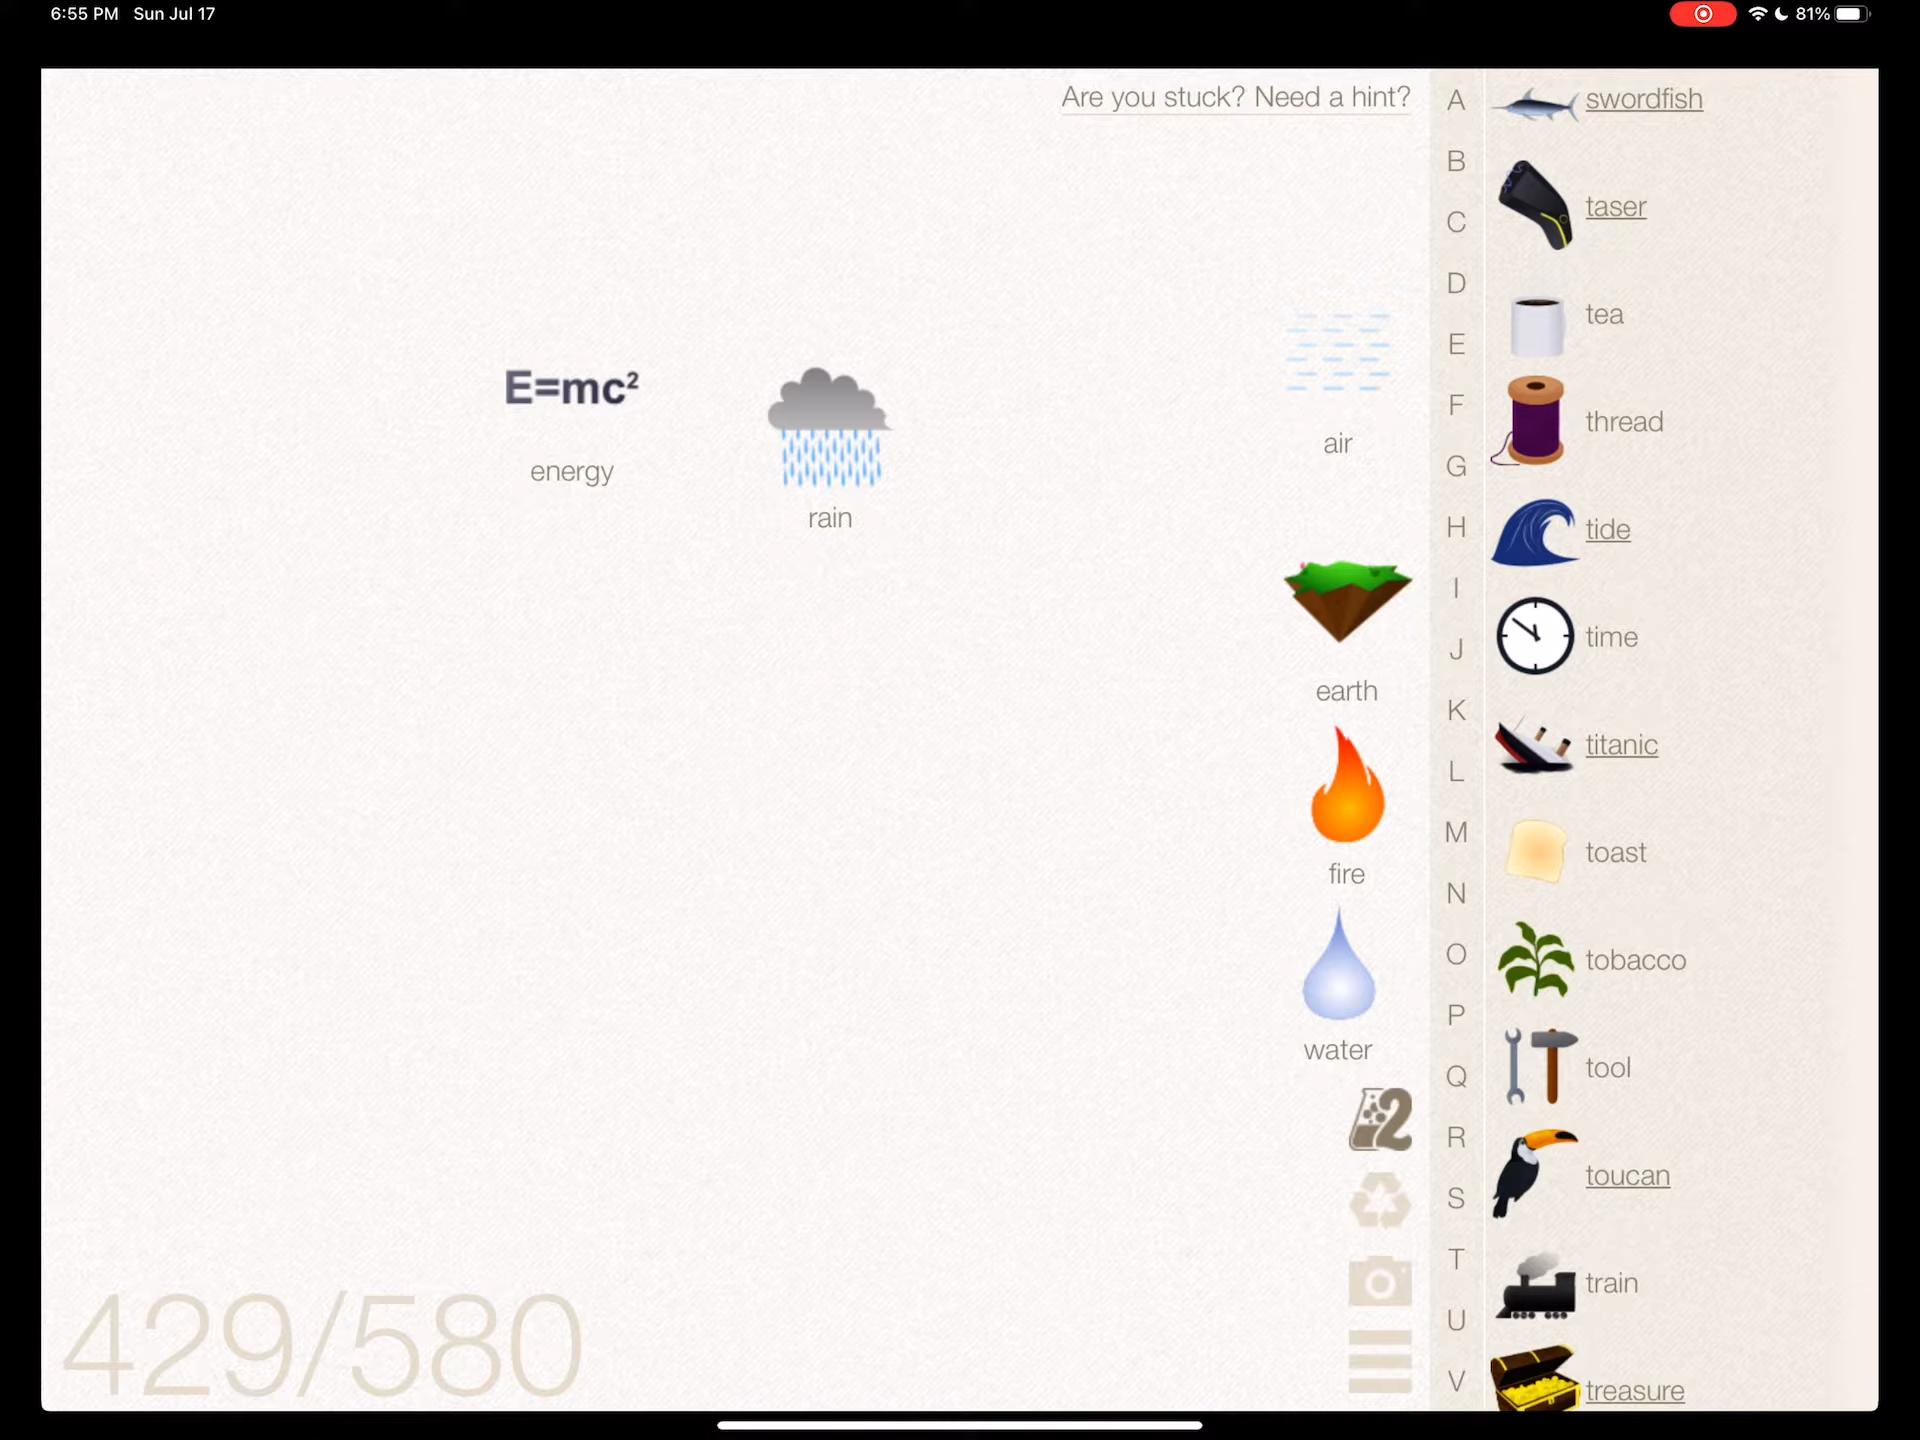 6:55 PM Sun Jul 17
81%
Are you stuck? Need a hint?
E=mc²
energy
rain
air
earth
fire
water
2
429/580
A
B
C
D
E
F
G
H
I
J
K
L
M
N
O
P
Q
R
S
T
U
V
swordfish
taser
tea
thread
tide
time
titanic
toast
tobacco
tool
toucan
train
treasure